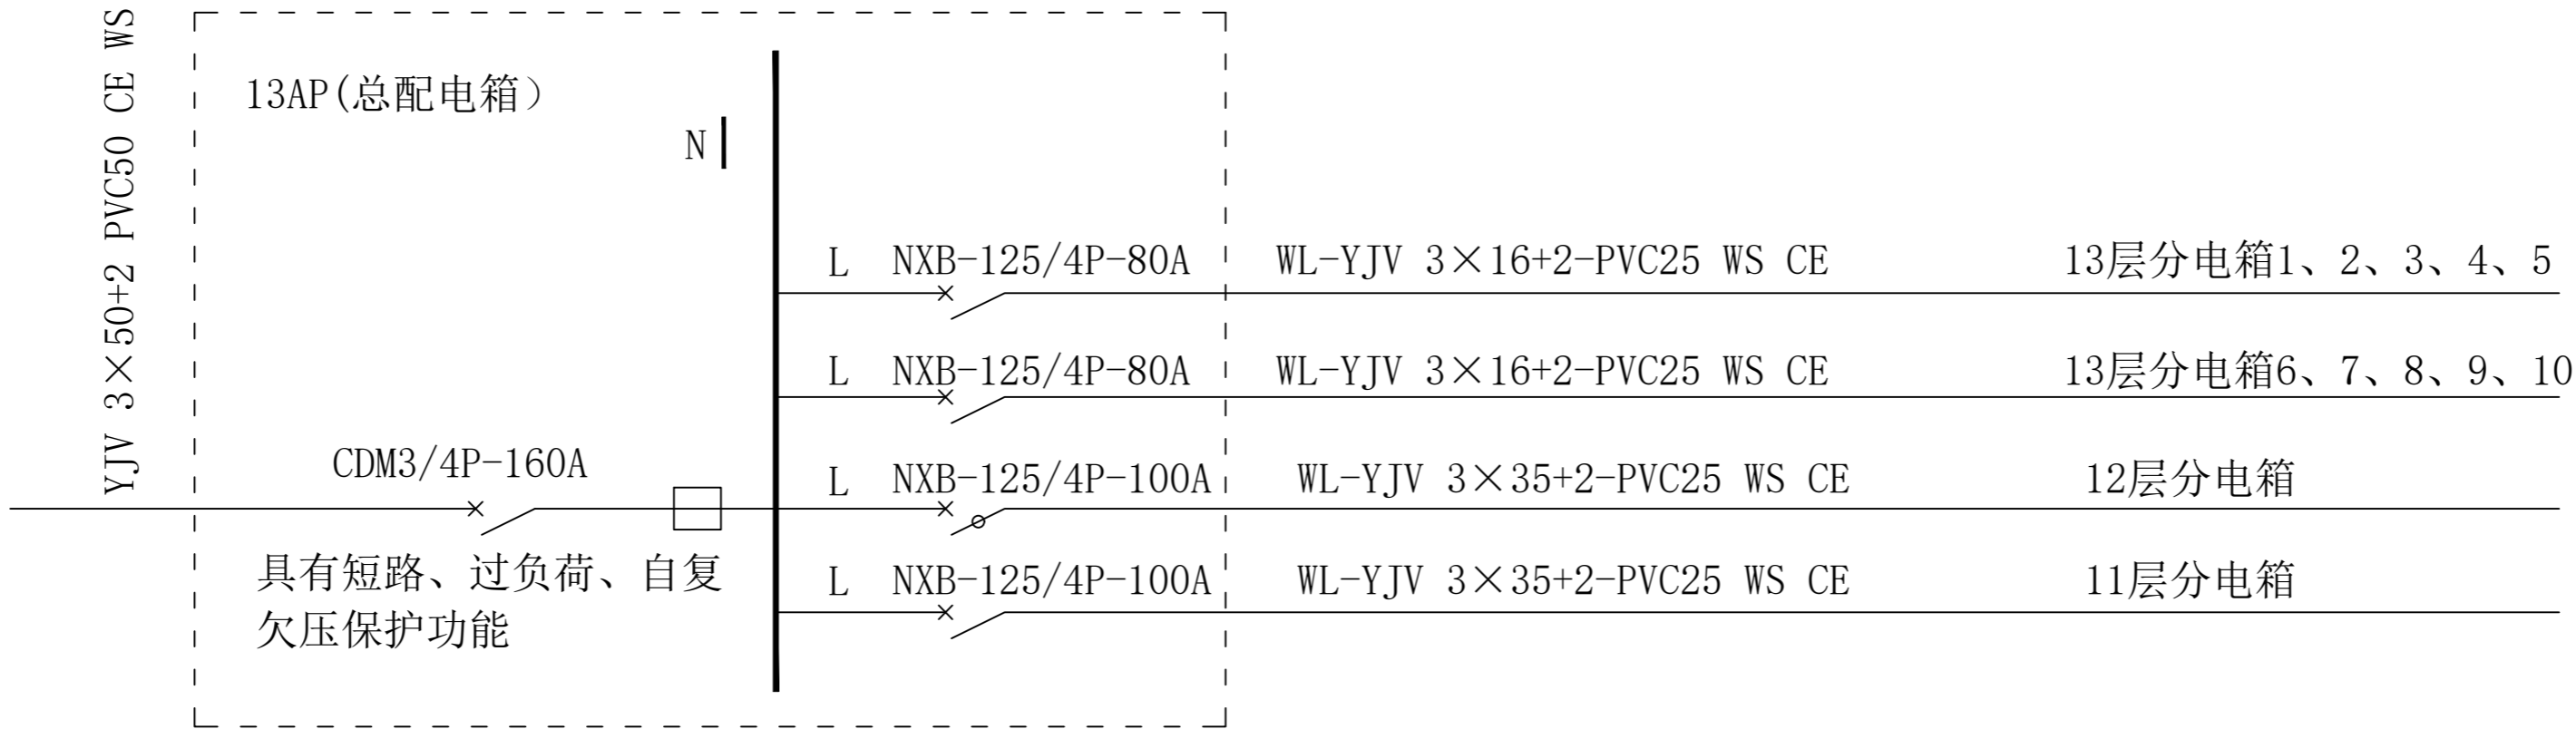 YJV 3×50+2 PVC50 CE WS
13AP(总配电箱）
N
L NXB-125/4P-80A WL-YJV 3×16+2-PVC25 WS CE 13层分电箱1、2、3、4、5
L NXB-125/4P-80A WL-YJV 3×16+2-PVC25 WS CE 13层分电箱6、7、8、9、10
CDM3/4P-160A
L NXB-125/4P-100A WL-YJV 3×35+2-PVC25 WS CE 12层分电箱
具有短路、过负荷、自复
欠压保护功能
L NXB-125/4P-100A WL-YJV 3×35+2-PVC25 WS CE 11层分电箱